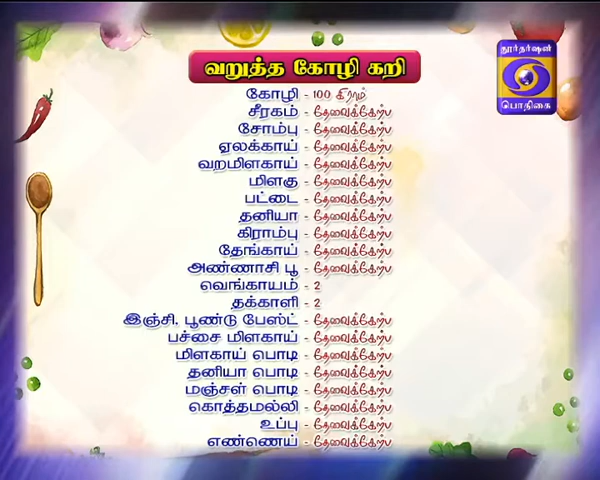 வறுத்த கோழி கறி
தூர்தர்ஷன்
பொதிகை
கோழி - 100 கிராம்
சீரகம் - தேவைக்கேற்ப
சோம்பு - தேவைக்கேற்ப
ஏலக்காய் - தேவைக்கேற்ப
வறமிளகாய் - தேவைக்கேற்ப
மிளகு - தேவைக்கேற்ப
பட்டை - தேவைக்கேற்ப
தனியா - தேவைக்கேற்ப
கிராம்பு - தேவைக்கேற்ப
தேங்காய் - தேவைக்கேற்ப
அண்ணாசி பூ - தேவைக்கேற்ப
வெங்காயம் - 2
தக்காளி - 2
இஞ்சி, பூண்டு பேஸ்ட் - தேவைக்கேற்ப
பச்சை மிளகாய் - தேவைக்கேற்ப
மிளகாய் பொடி - தேவைக்கேற்ப
தனியா பொடி - தேவைக்கேற்ப
மஞ்சள் பொடி - தேவைக்கேற்ப
கொத்தமல்லி - தேவைக்கேற்ப
உப்பு - தேவைக்கேற்ப
எண்ணெய் - தேவைக்கேற்ப